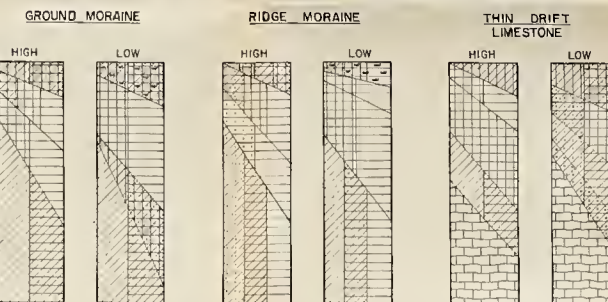 GROUND MORAINE
HIGH LOW
RIDGE MORAINE
HIGH LOW
THIN DRIFT
LIMESTONE
HIGH LOW